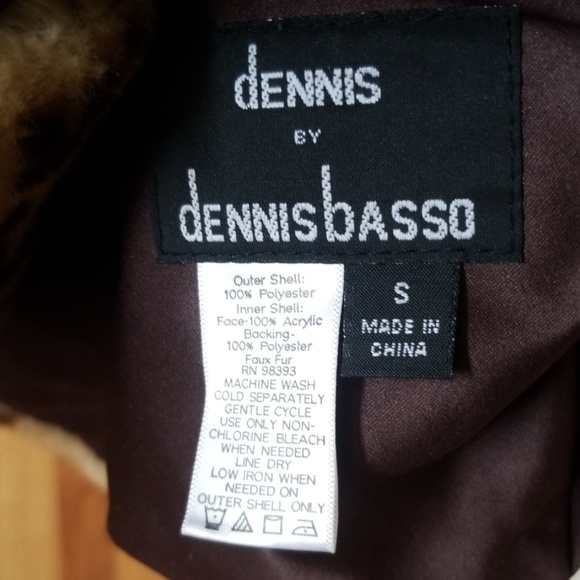 dENNIS
BY
dENNISbASSO
S
MADE IN
CHINA
Outer Shell:
100% Polyester
Inner Shell:
Face-100% Acrylic
Backing-
100% Polyester
Faux Fur
RN 98393
MACHINE WASH
COLD SEPARATELY
GENTLE CYCLE
USE ONLY NON-
CHLORINE BLEACH
WHEN NEEDED
LINE DRY
LOW IRON WHEN
NEEDED ON
OUTER SHELL ONLY